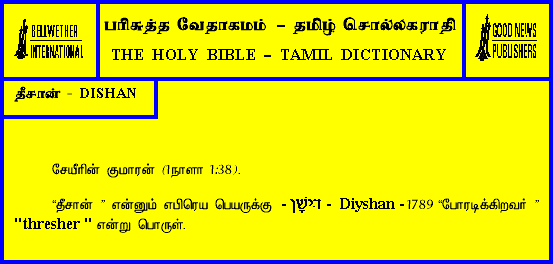 BELLWETHER
INTERNATIONAL
பரிசுத்த வேதாகமம் – தமிழ் சொல்லகராதி
THE HOLY BIBLE – TAMIL DICTIONARY
GOOD NEWS
PUBLISHERS
தீசான் - DISHAN
சேயீரின் குமாரன் (1நாளா 1:38).
“தீசான் ” என்னும் எபிரெய பெயருக்கு - דִּישָׁן - Diyshan -1789 “போரடிக்கிறவர் ”
"thresher " என்று பொருள்.